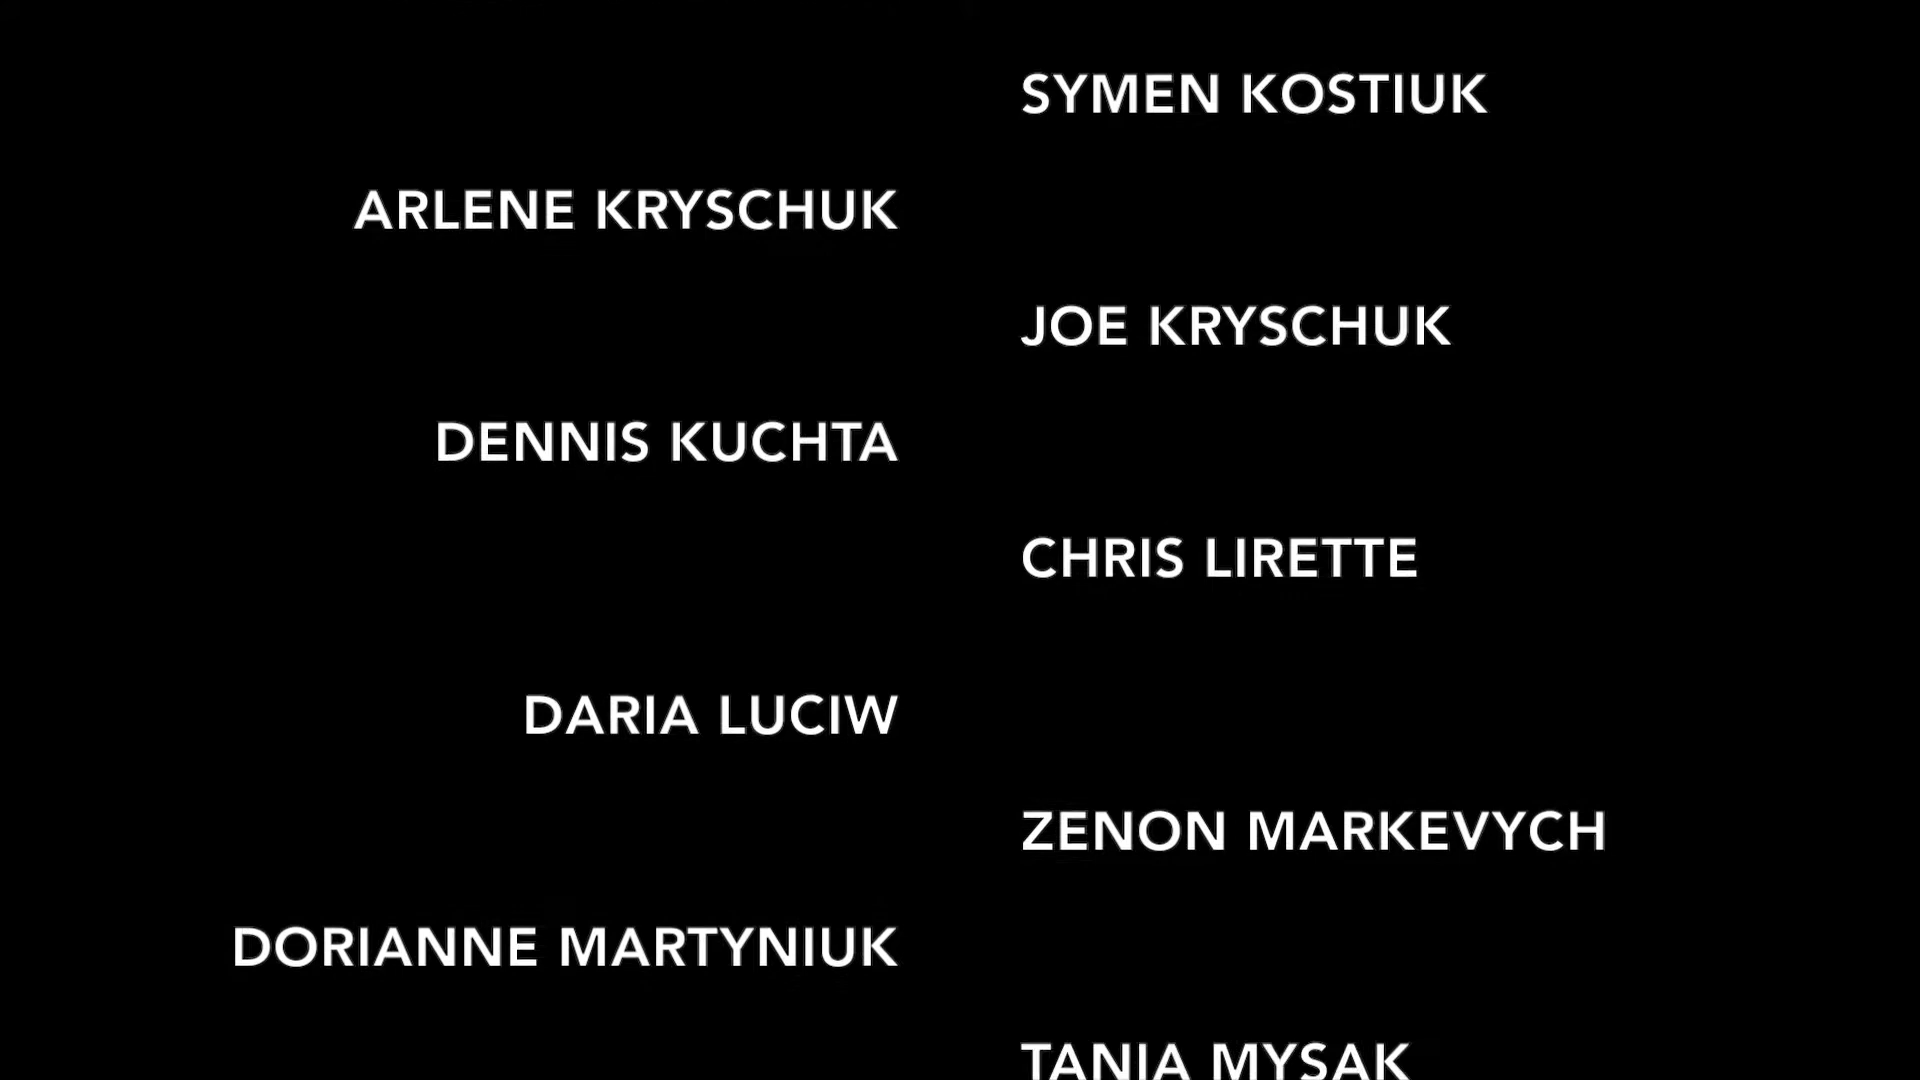 SYMEN KOSTIUK
ARLENE KRYSCHUK
JOE KRYSCHUK
DENNIS KUCHTA
CHRIS LIRETTE
DARIA LUCIW
ZENON MARKEVYCH
DORIANNE MARTYNIUK
TANIA MYSAK